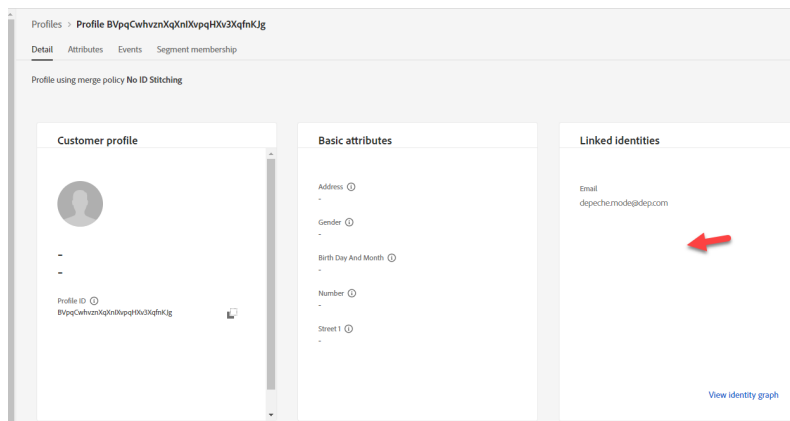 Profiles > Profile BVpqCwhvznXqXnIXvpqHXv3XqfnKJg
Detail Attributes Events Segment membership
Profile using merge policy No ID Stitching
Customer profile
-
-
Profile ID
BVpqCwhvznXqXnIXvpqHXv3XqfnKJg
Basic attributes
Address
-
Gender
-
Birth Day And Month
-
Number
-
Street 1
-
Linked identities
Email
depeche.mode@dep.com
View identity graph